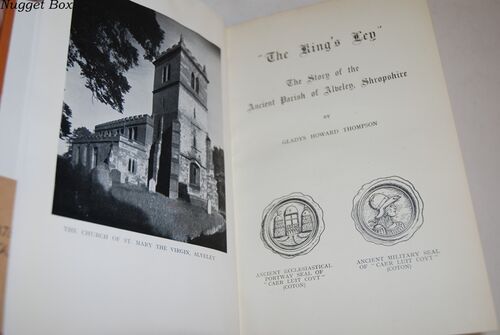 Nugget Box
THE CHURCH OF ST. MARY THE VIRGIN, ALVELEY
"The King's Ley"
The Story of the
Ancient Parish of Alveley, Shropshire
BY
GLADYS HOWARD THOMPSON
ANCIENT ECCLESIASTICAL
PORTWAY SEAL OF
"CAER LUIT COYT"
(COTON)
ANCIENT MILITARY SEAL
OF "CAER LUIT COYT"
(COTON)